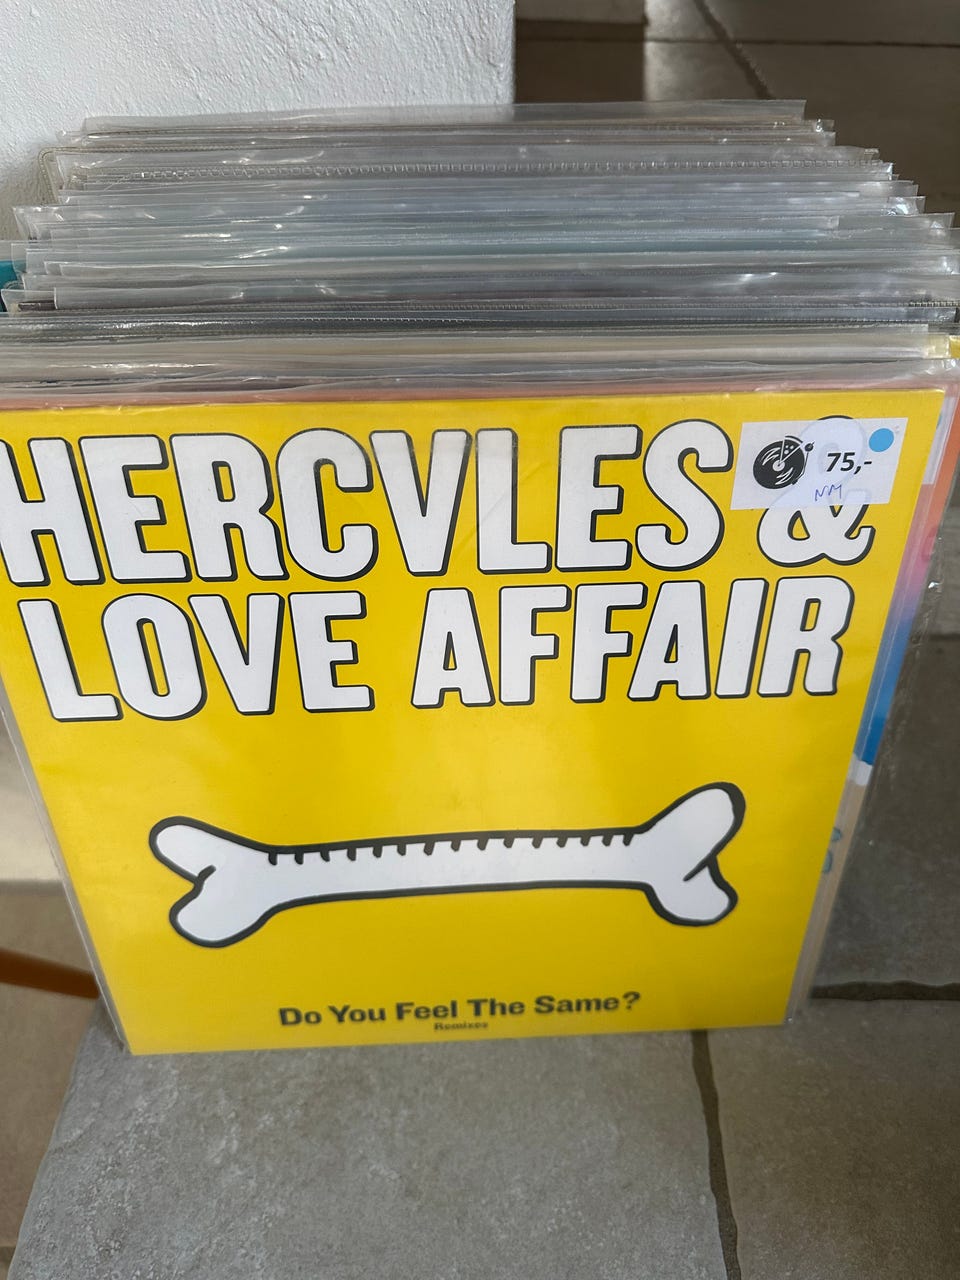 HERCVLES &
LOVE AFFAIR
75,-
NM
Do You Feel The Same?
Remixes